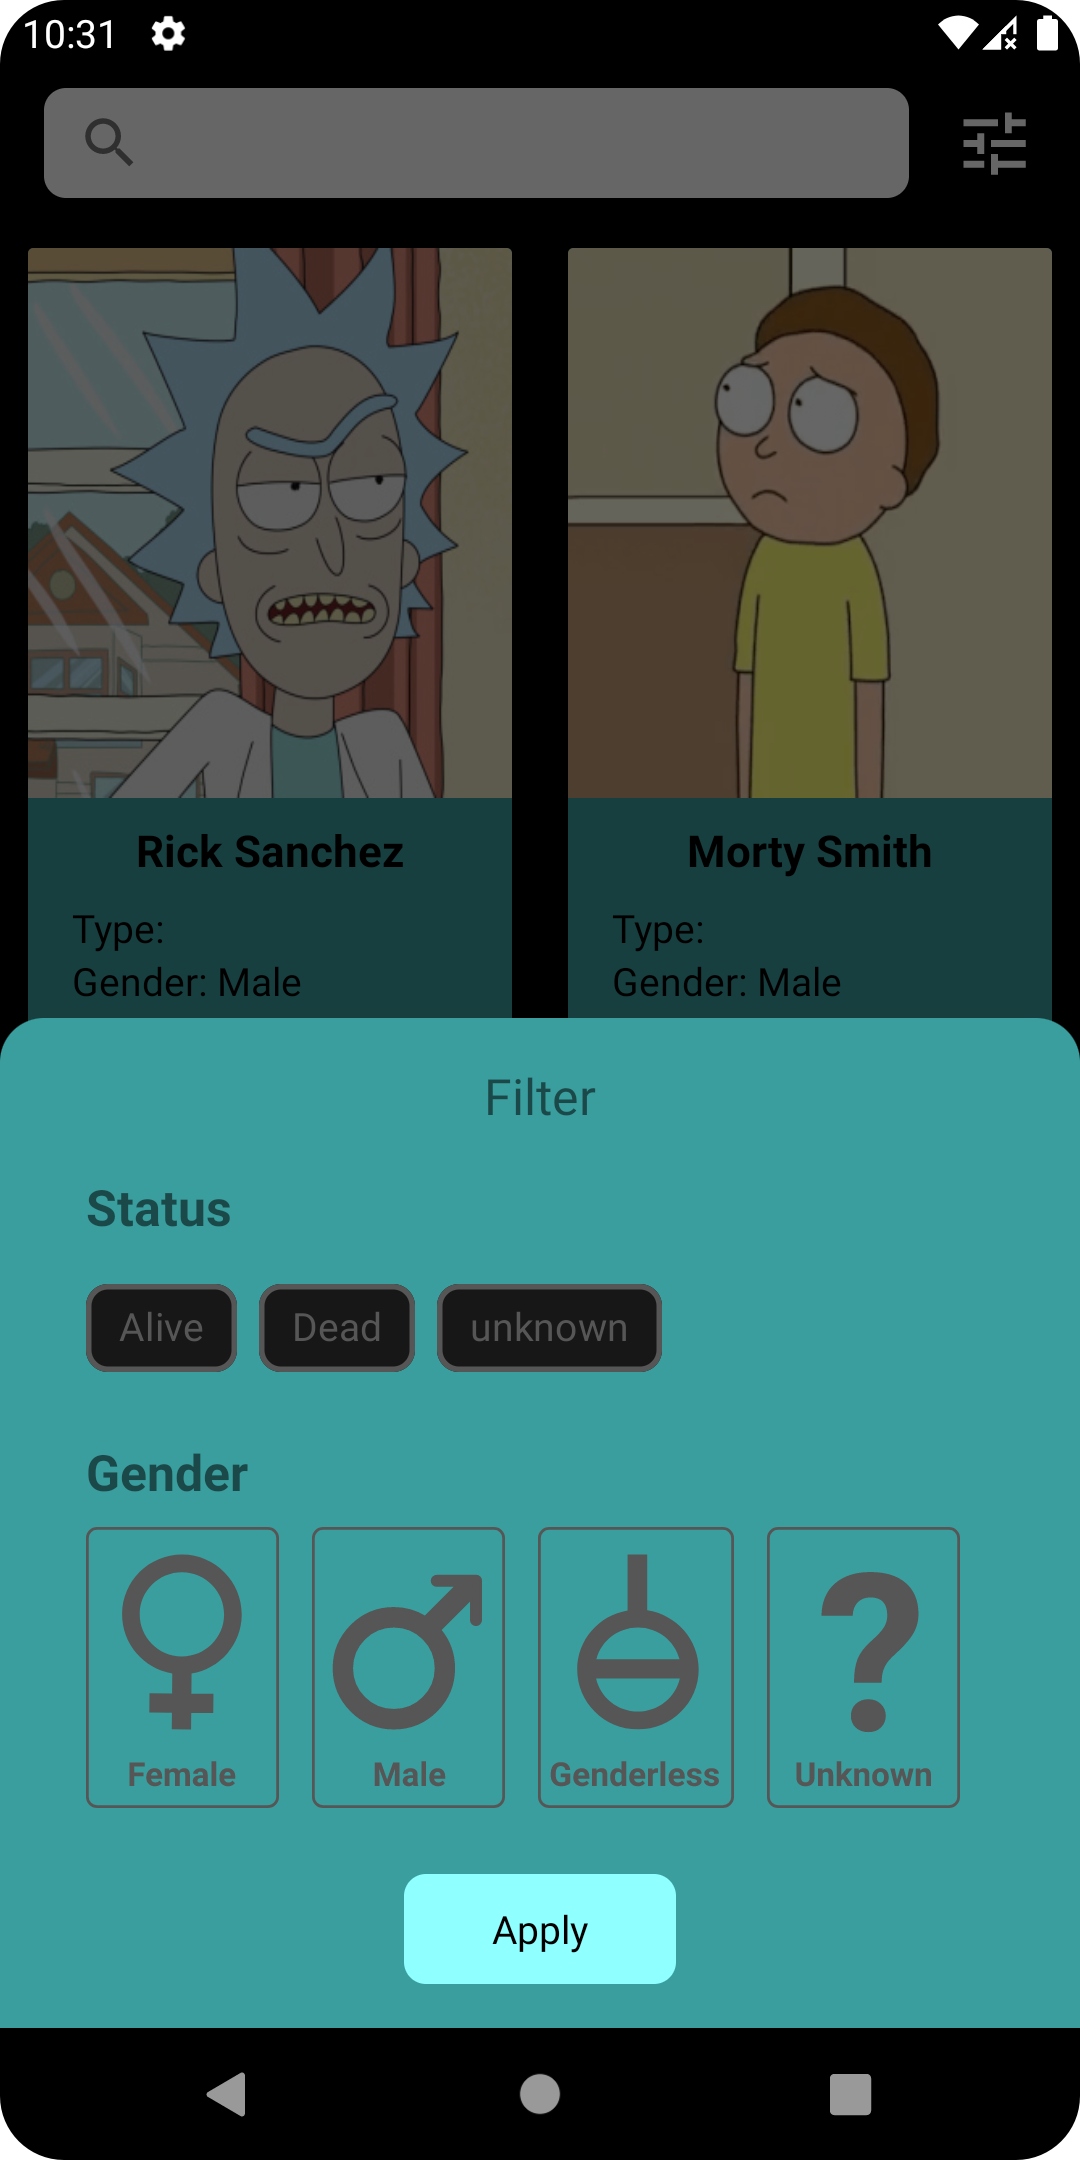 10:31
Rick Sanchez
Morty Smith
Type:
Type:
Gender: Male
Gender: Male
Filter
Status
Alive
Dead
unknown
Gender
Female
Male
Genderless
Unknown
Apply